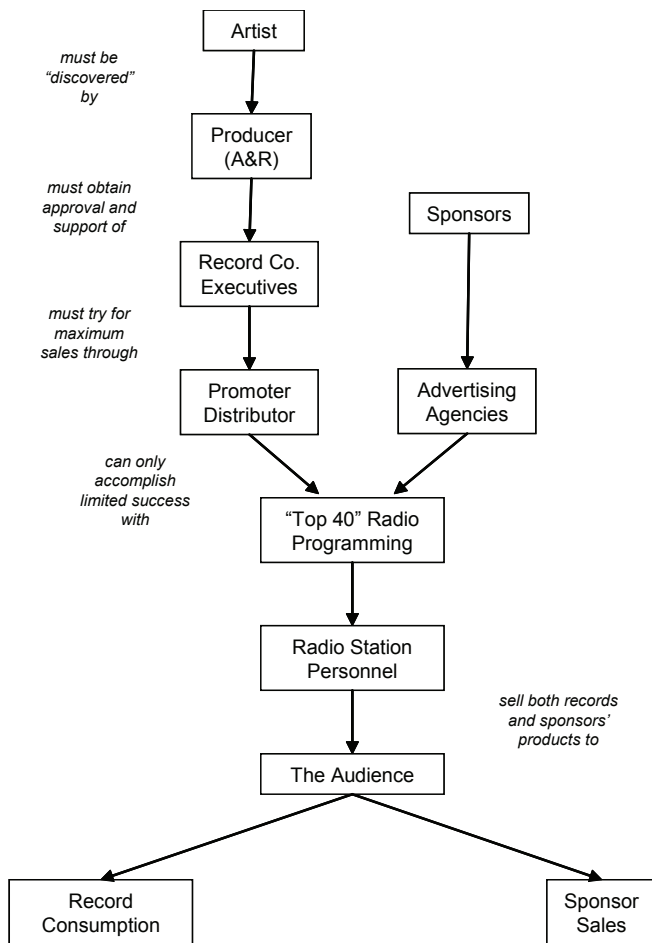 Artist
must be
“discovered”
by
Producer
(A&R)
must obtain
approval and
support of
Sponsors
Record Co.
Executives
must try for
maximum
sales through
Promoter
Distributor
Advertising
Agencies
can only
accomplish
limited success
with
“Top 40” Radio
Programming
Radio Station
Personnel
sell both records
and sponsors’
products to
The Audience
Record
Consumption
Sponsor
Sales